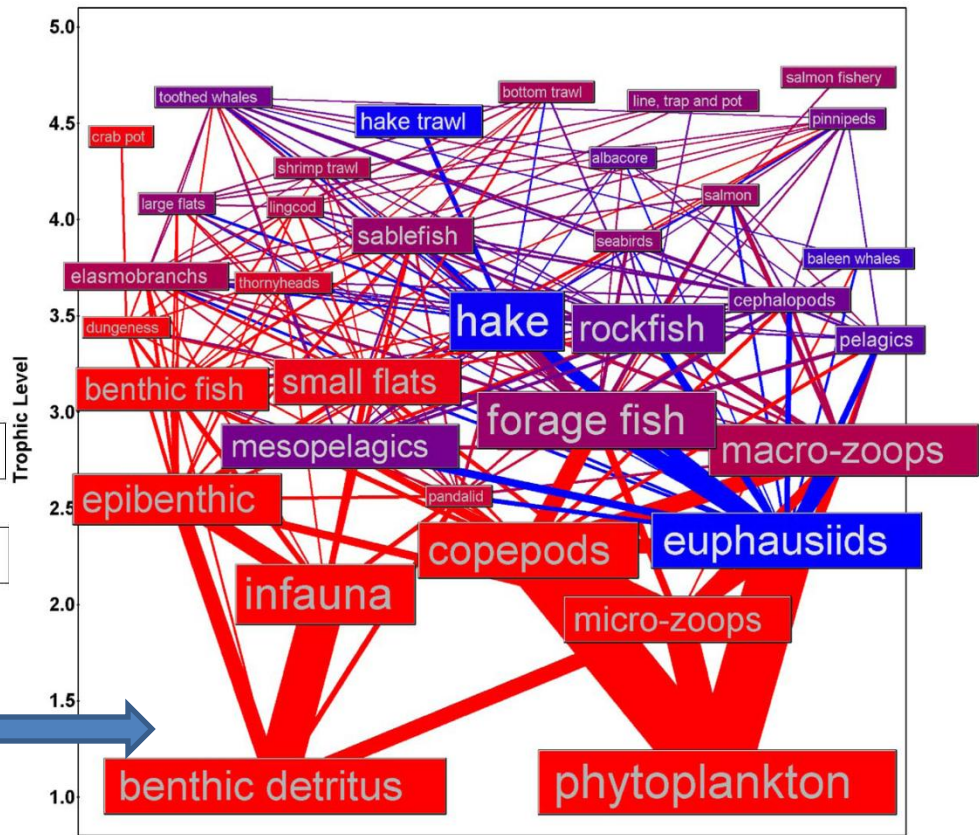 5.0
salmon fishery
bottom trawl
toothed whales
line, trap and pot
4.5
hake trawl
pinnipeds
crab pot
albacore
shrimp trawl
salmon
large flats
lingcod
4.0
sablefish
seabirds
baleen whales
elasmobranchs
thornyheads
cephalopods
3.5
hake
rockfish
dungeness
pelagics
benthic fish
small flats
3.0
Trophic Level
forage fish
mesopelagics
macro-zoops
epibenthic
pandalid
2.5
copepods
euphausiids
infauna
2.0
micro-zoops
1.5
benthic detritus
phytoplankton
1.0